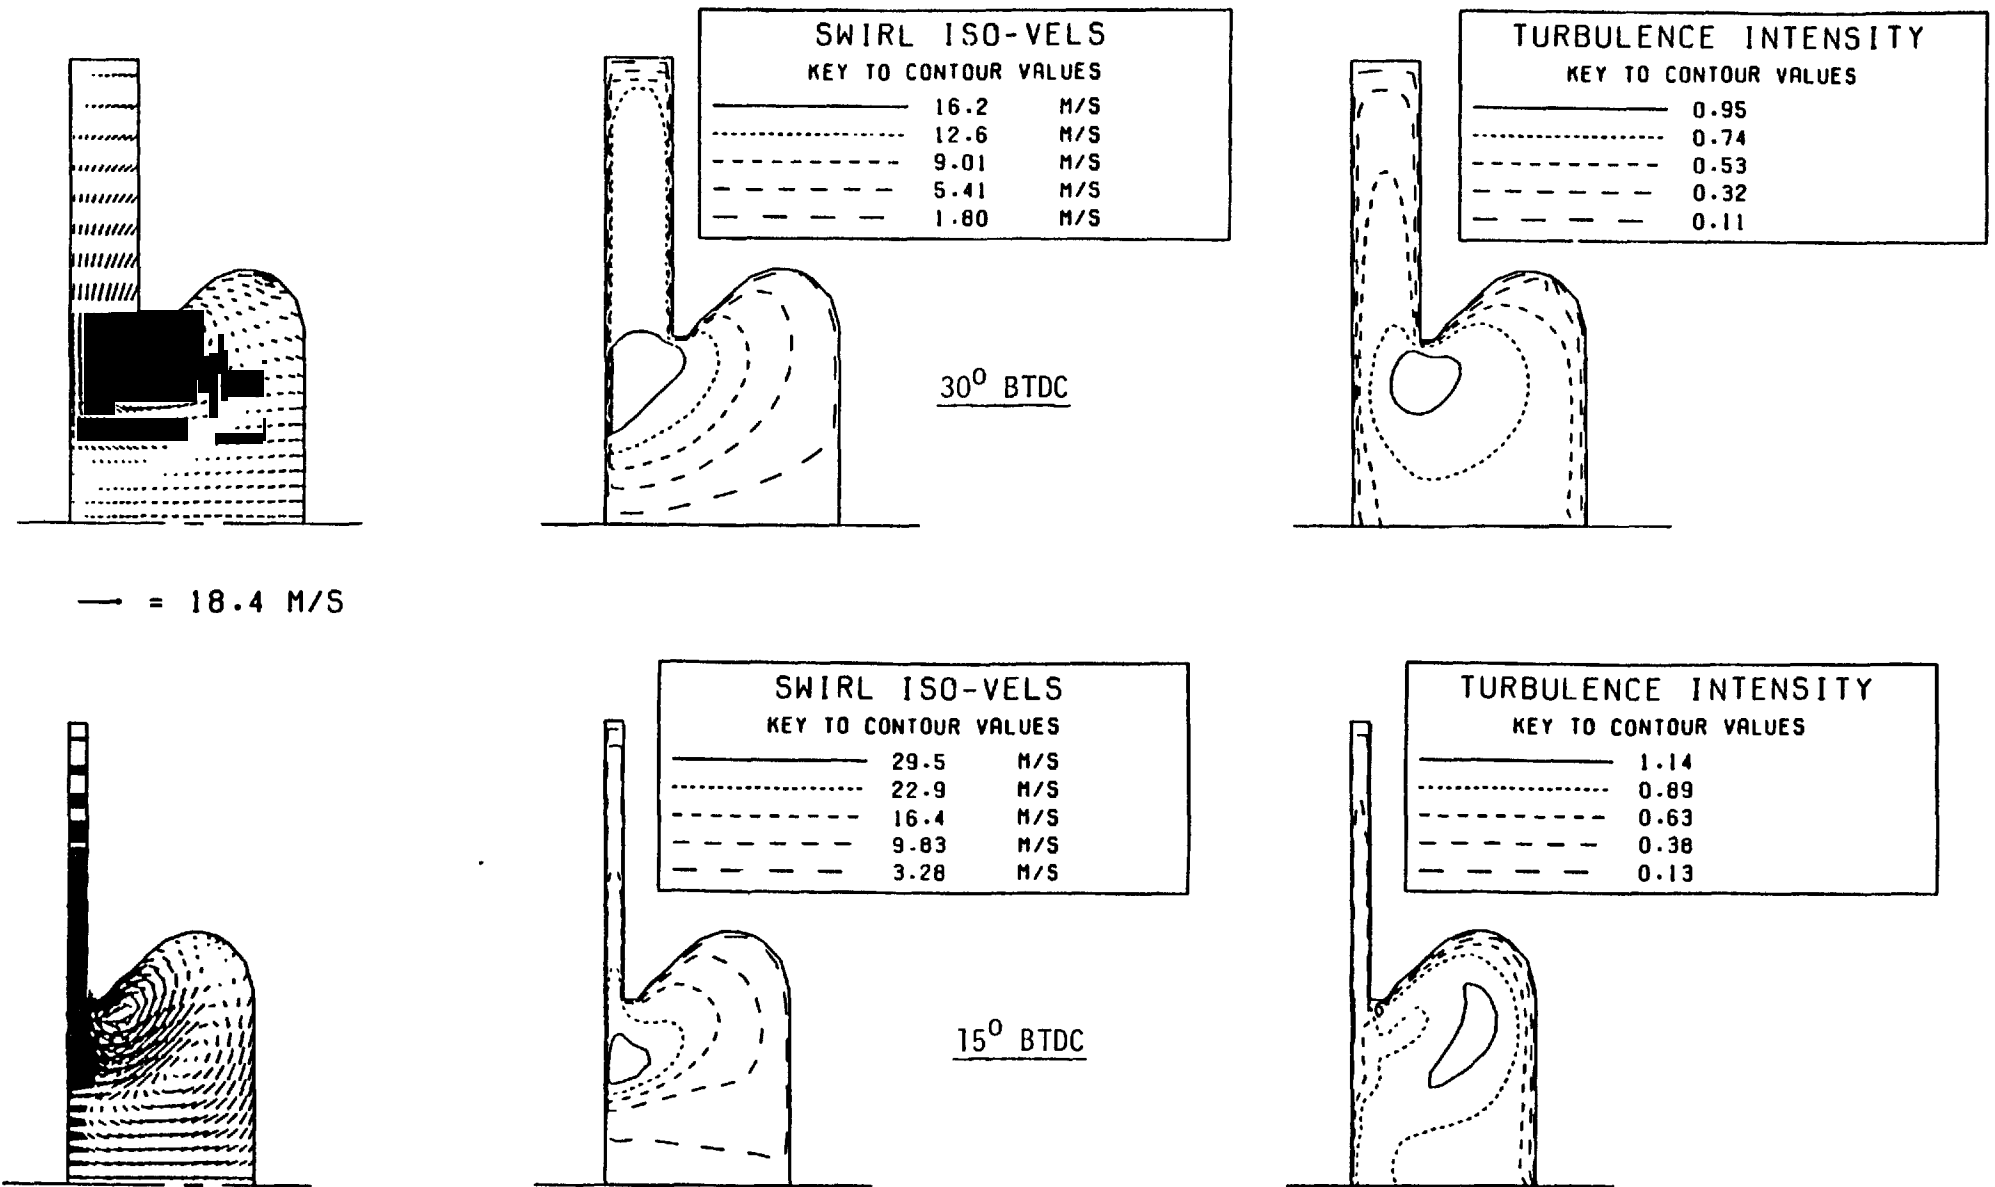 SWIRL ISO-VELS
KEY TO CONTOUR VALUES
16.2 M/S
12.6 M/S
9.01 M/S
5.41 M/S
1.80 M/S
TURBULENCE INTENSITY
KEY TO CONTOUR VALUES
0.95
0.74
0.53
0.32
0.11
30° BTDC
= 18.4 M/S
SWIRL ISO-VELS
KEY TO CONTOUR VALUES
29.5 M/S
22.9 M/S
16.4 M/S
9.83 M/S
3.28 M/S
TURBULENCE INTENSITY
KEY TO CONTOUR VALUES
1.14
0.89
0.63
0.38
0.13
15° BTDC